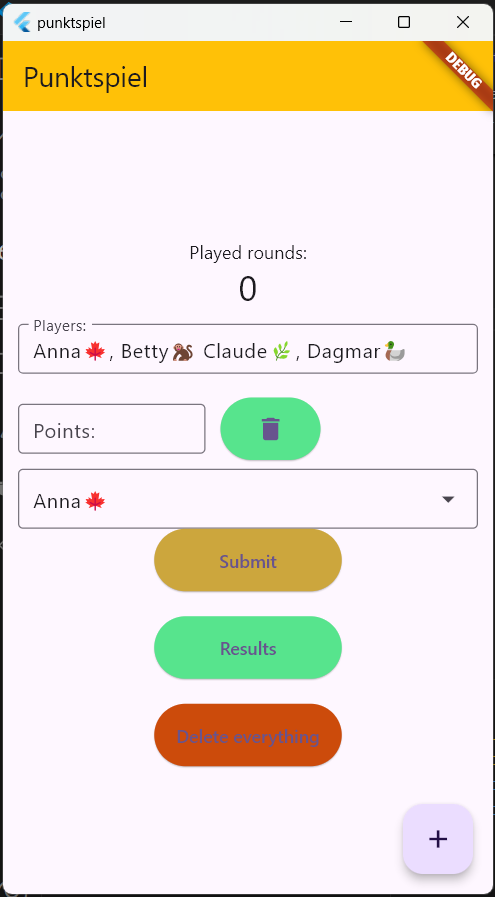 punktspiel
Punktspiel
DEBUG
Played rounds:
0
Players:
Anna🍁, Betty🐿️ Claude🌿, Dagmar🦆
Points:
Anna🍁
Submit
Results
Delete everything
+